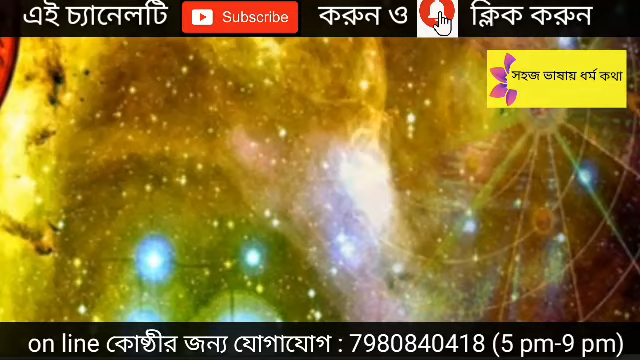 এই চ্যানেলটি Subscribe করুন ও ক্লিক করুন
সহজ ভাষায় ধর্ম কথা
on line কোষ্ঠীর জন্য যোগাযোগ : 7980840418 (5 pm-9 pm)